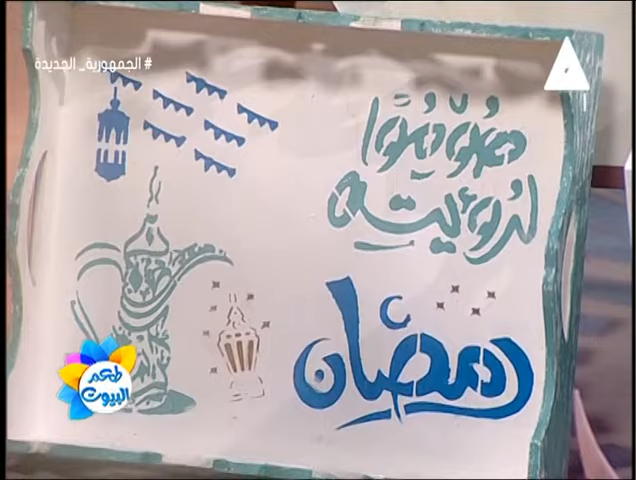 #الجمهورية_الجديدة
صوموا
لرؤيته
رمضان
طعم
البيوت